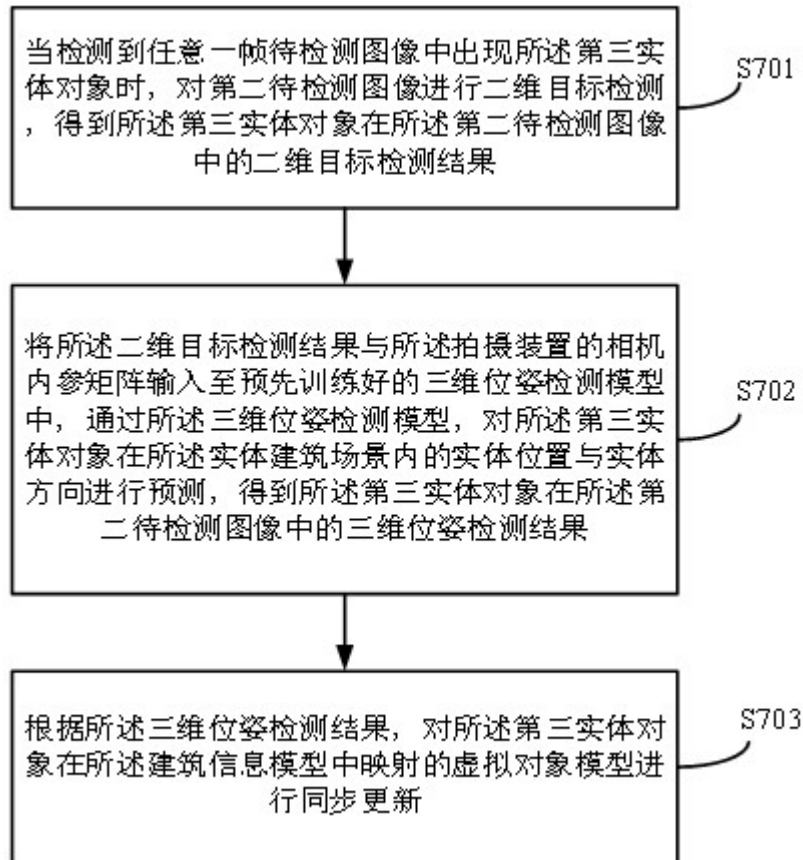 当检测到任意一帧待检测图像中出现所述第三实
体对象时，对第二待检测图像进行二维目标检测
，得到所述第三实体对象在所述第二待检测图像
中的二维目标检测结果
S701
将所述二维目标检测结果与所述拍摄装置的相机
内参矩阵输入至预先训练好的三维位姿检测模型
中，通过所述三维位姿检测模型，对所述第三实
体对象在所述实体建筑场景内的实体位置与实体
方向进行预测，得到所述第三实体对象在所述第
二待检测图像中的三维位姿检测结果
S702
根据所述三维位姿检测结果，对所述第三实体对
象在所述建筑信息模型中映射的虚拟对象模型进
行同步更新
S703